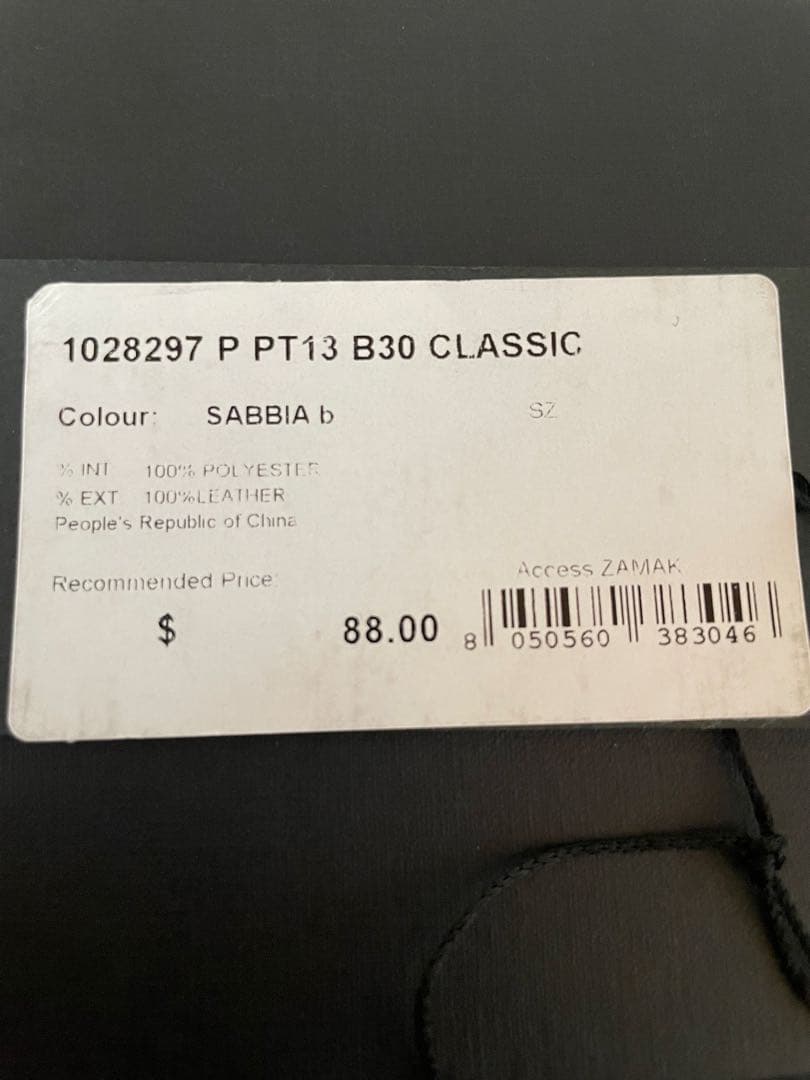 1028297 P PT13 B30 CLASSIC
Colour: SABBIA b SZ
% INT 100% POLYESTER
% EXT 100%LEATHER
People's Republic of China
Access ZAMAK
Recommended Price:
$ 88.00
8 050560 383046